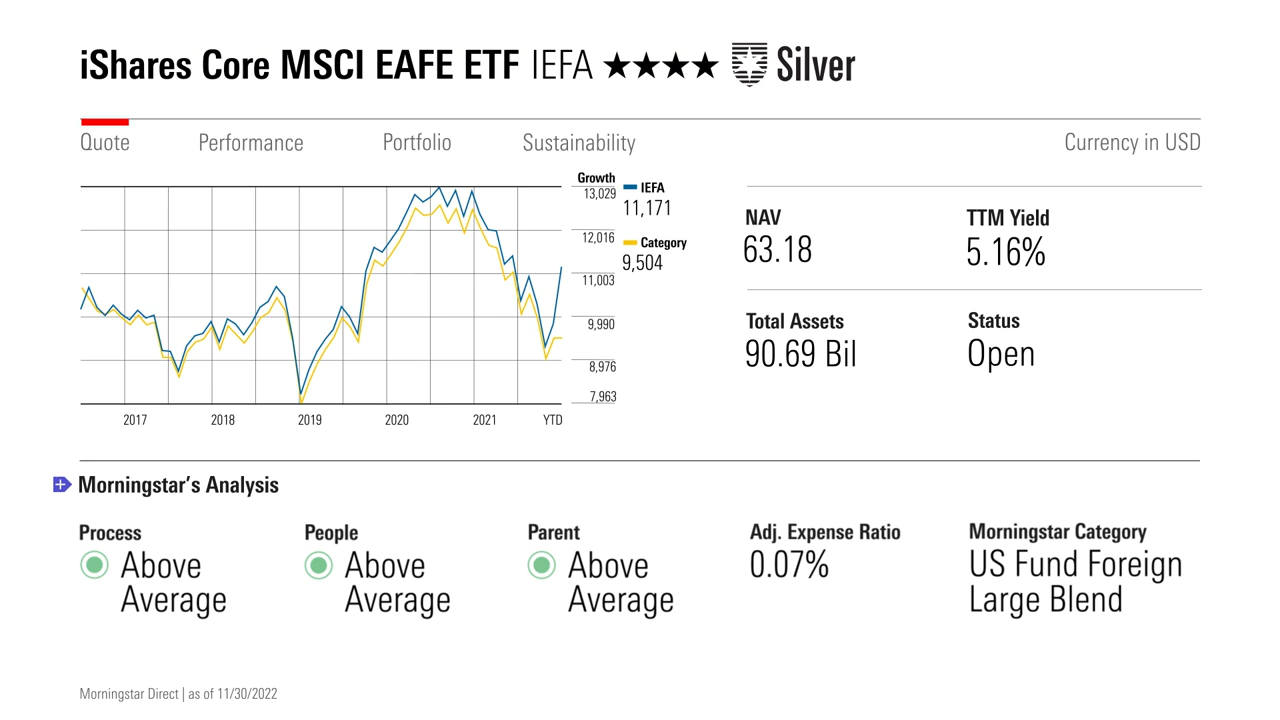 iShares Core MSCI EAFE ETF IEFA ★★★★ Silver
Quote Performance Portfolio Sustainability Currency in USD
Growth
13,029
12,016
11,003
9,990
8,976
7,963
IEFA
11,171
Category
9,504
2017 2018 2019 2020 2021 YTD
NAV
63.18
TTM Yield
5.16%
Total Assets
90.69 Bil
Status
Open
Morningstar’s Analysis
Process
Above
Average
People
Above
Average
Parent
Above
Average
Adj. Expense Ratio
0.07%
Morningstar Category
US Fund Foreign
Large Blend
Morningstar Direct | as of 11/30/2022